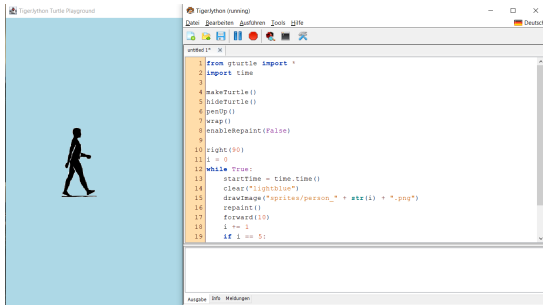 TigerJython Turtle Playground
TigerJython (running)
Datei Bearbeiten Ausführen Tools Hilfe
Deutsch
untitled 1*
1 from gturtle import *
2 import time
3
4 makeTurtle()
5 hideTurtle()
6 penUp()
7 wrap()
8 enableRepaint(False)
9
10 right(90)
11 i = 0
12 while True:
13     startTime = time.time()
14     clear("lightblue")
15     drawImage("sprites/person_" + str(i) + ".png")
16     repaint()
17     forward(10)
18     i += 1
19     if i == 5:
Ausgabe Info Meldungen